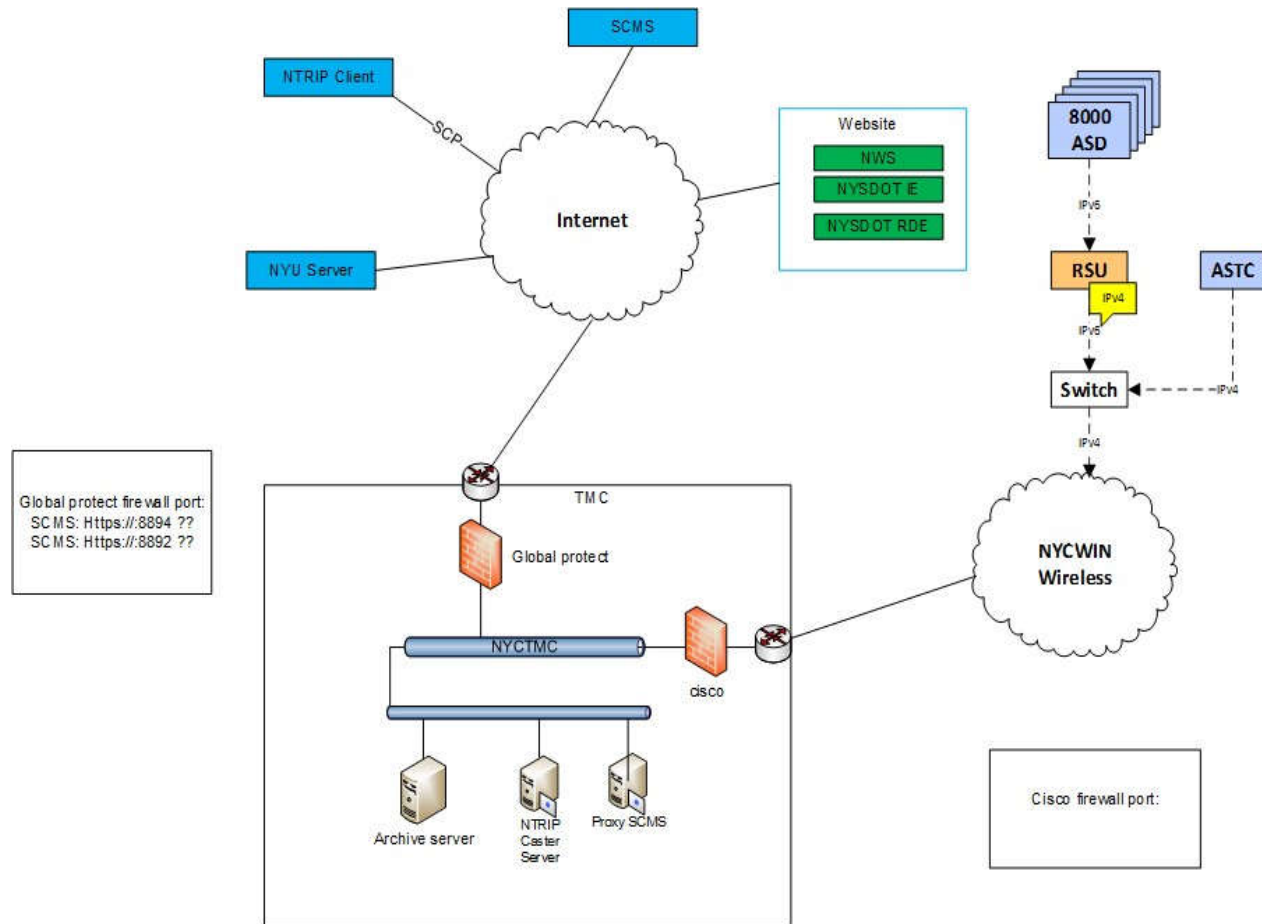 SCMS
NTRIP Client
SCP
Internet
NYU Server
Website
NWS
NYSDOT IE
NYSDOT RDE
8000
ASD
IPv6
RSU
IPv4
IPv6
ASTC
Switch
IPv4
IPv4
NYCWIN
Wireless
Global protect firewall port:
SCMS: Https://:8894 ??
SCMS: Https://:8892 ??
TMC
Global protect
NYCTMC
cisco
Archive server
NTRIP
Caster
Server
Proxy SCMS
Cisco firewall port: